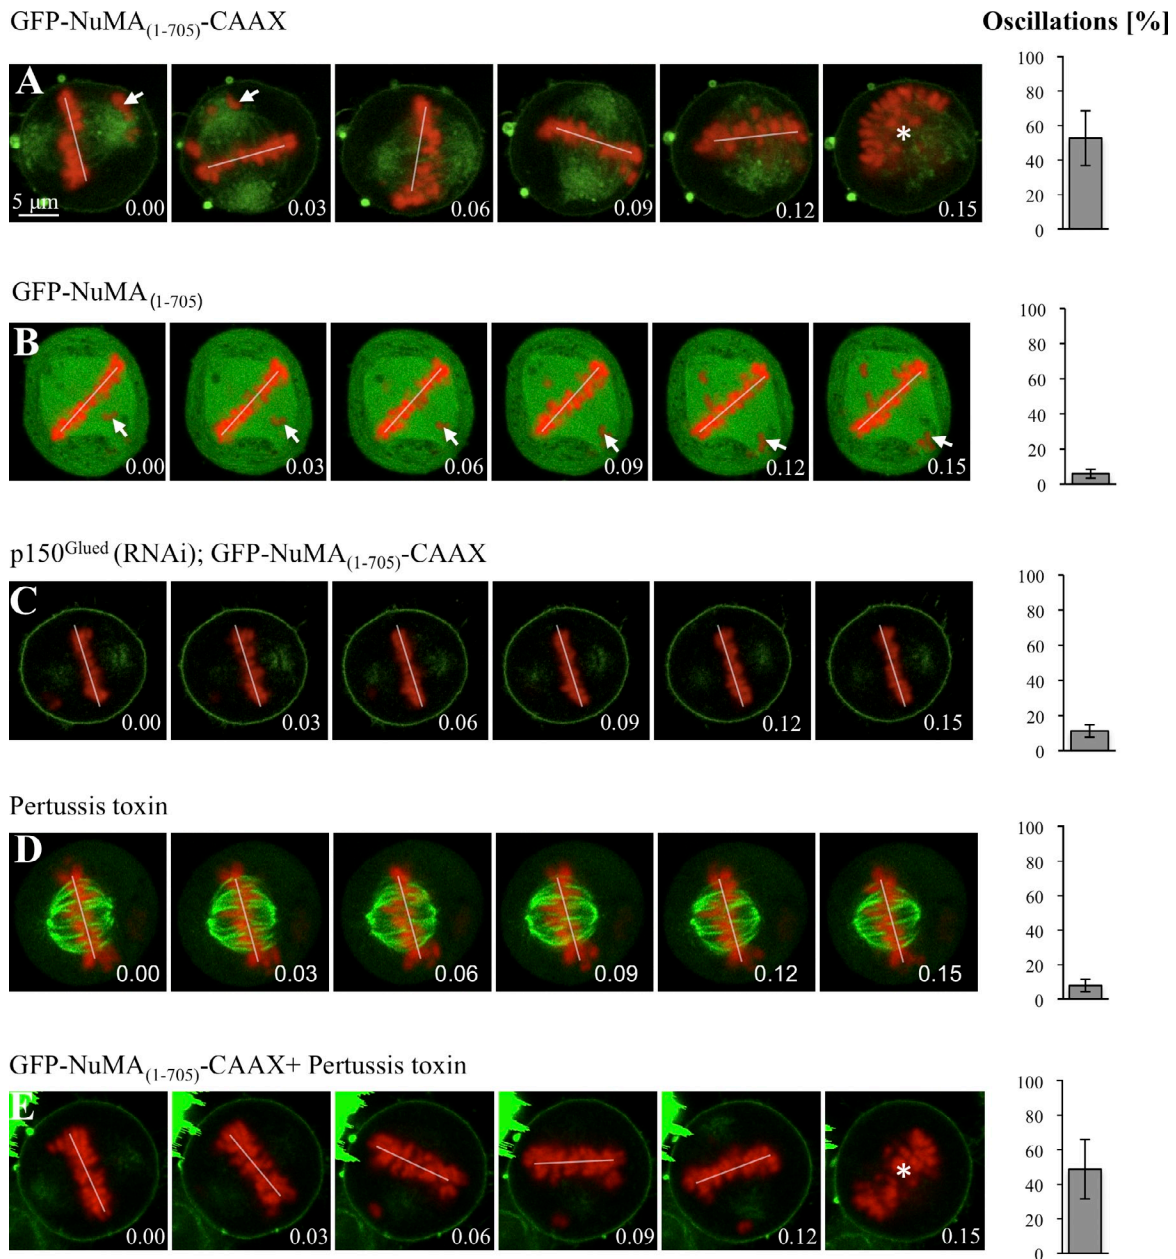 GFP-NuMA(1-705)-CAAX
Oscillations [%]
A
5 µm
0.00 0.03 0.06 0.09 0.12 0.15
100
80
60
40
20
0
GFP-NuMA(1-705)
B
0.00 0.03 0.06 0.09 0.12 0.15
100
80
60
40
20
0
p150Glued (RNAi); GFP-NuMA(1-705)-CAAX
C
0.00 0.03 0.06 0.09 0.12 0.15
100
80
60
40
20
0
Pertussis toxin
D
0.00 0.03 0.06 0.09 0.12 0.15
100
80
60
40
20
0
GFP-NuMA(1-705)-CAAX+ Pertussis toxin
E
*
0.00 0.03 0.06 0.09 0.12 0.15
100
80
60
40
20
0